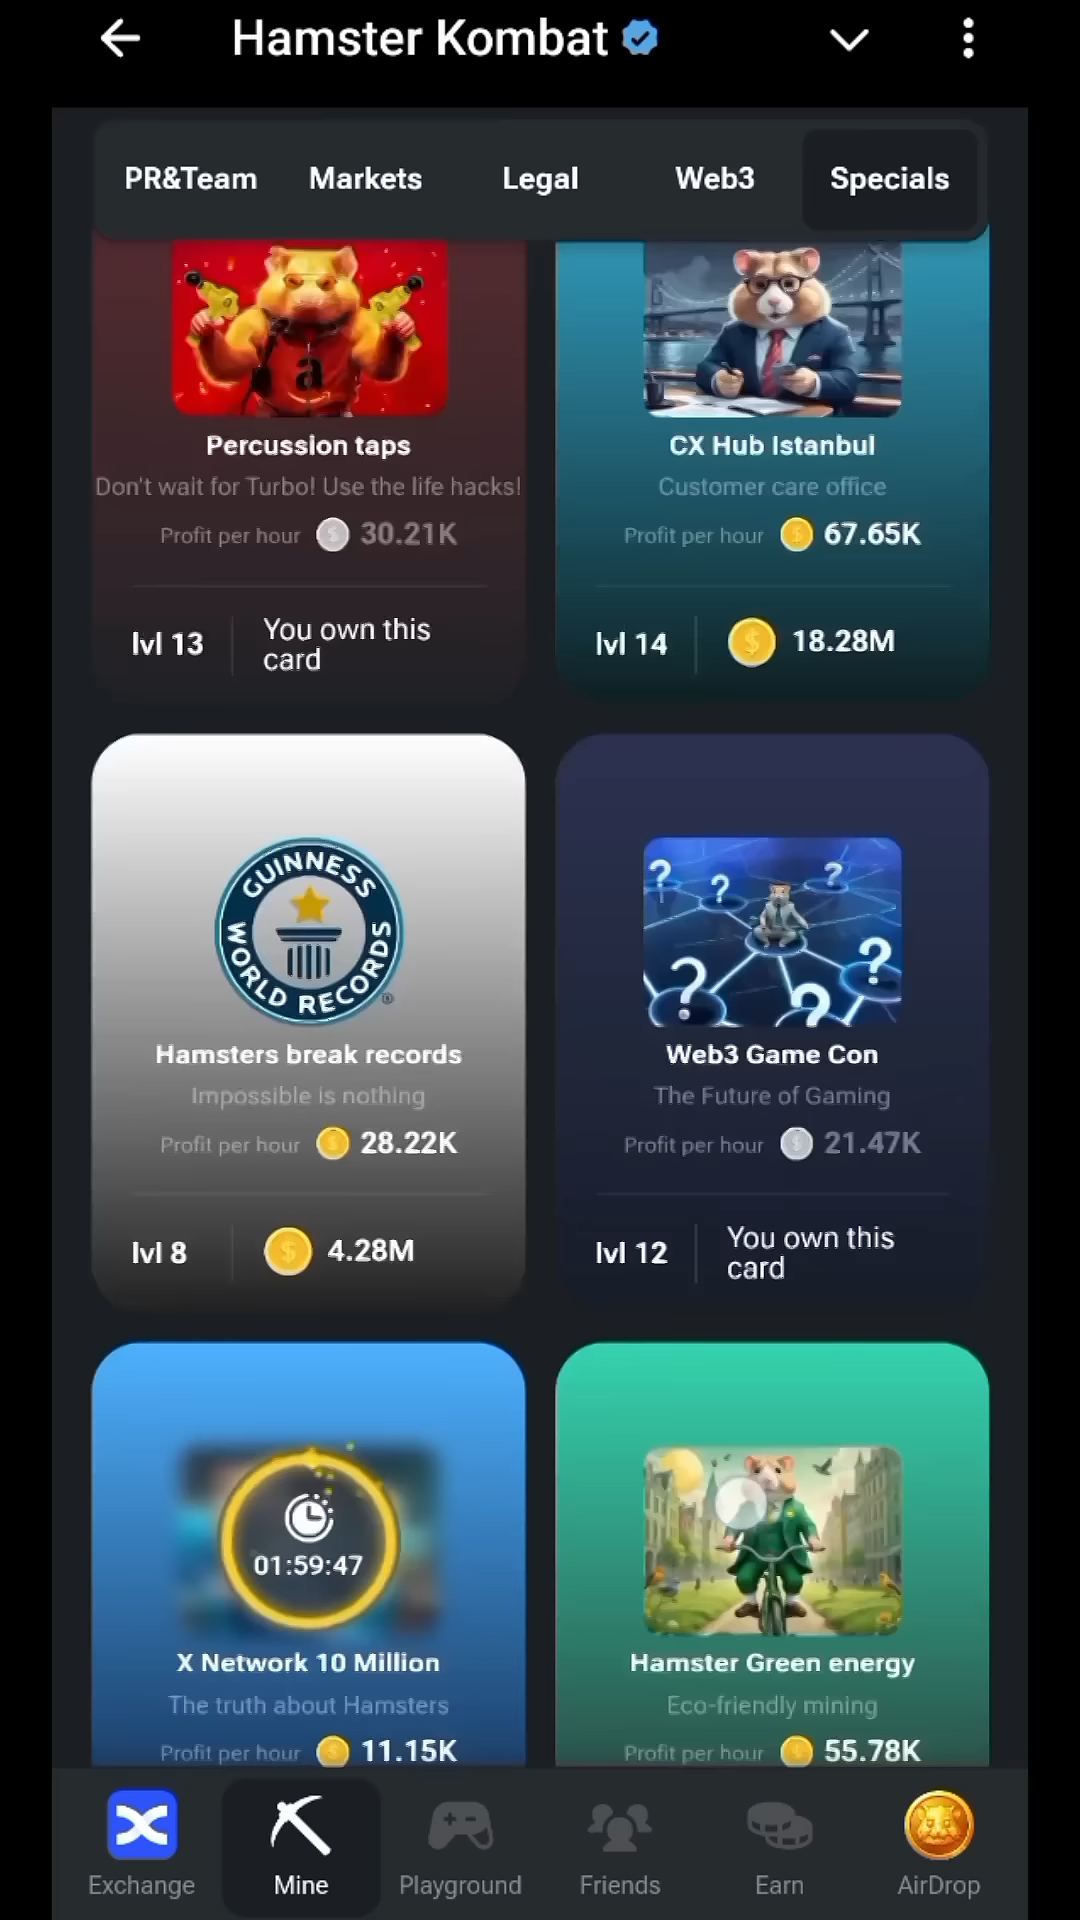 Hamster Kombat
PR&Team
Markets
Legal
Web3
Specials
a
Percussion taps
Don't wait for Turbo! Use the life hacks!
Profit per hour
$
30.21K
lvl 13
You own this
card
CX Hub Istanbul
Customer care office
Profit per hour
$
67.65K
lvl 14
$
18.28M
GUINNESS
WORLD RECORDS
®
Hamsters break records
Impossible is nothing
Profit per hour
$
28.22K
lvl 8
$
4.28M
? ? ?
? ? ?
Web3 Game Con
The Future of Gaming
Profit per hour
$
21.47K
lvl 12
You own this
card
01:59:47
X Network 10 Million
The truth about Hamsters
Profit per hour
$
11.15K
Hamster Green energy
Eco-friendly mining
Profit per hour
$
55.78K
Exchange
Mine
Playground
Friends
Earn
AirDrop